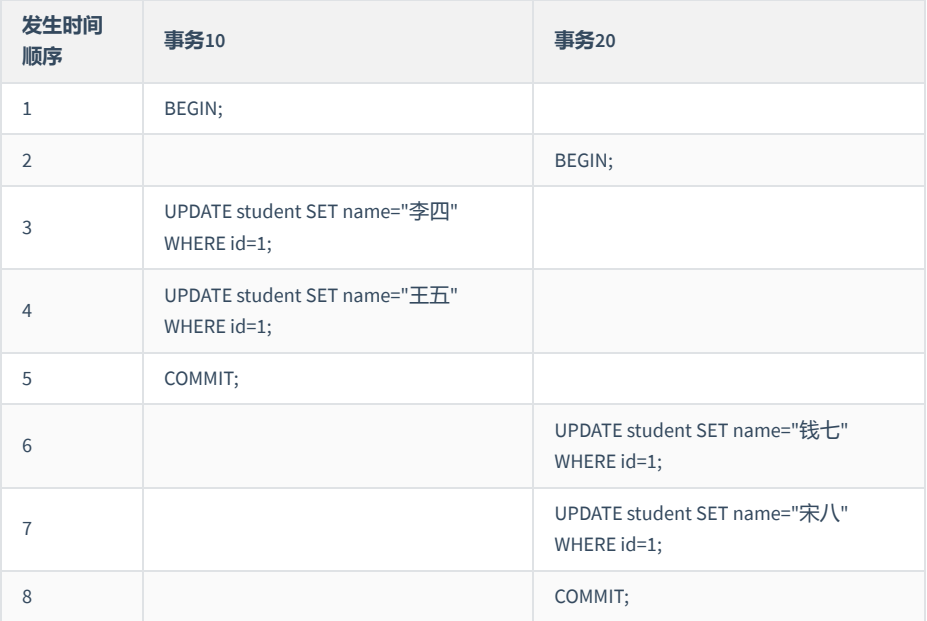 发生时间
顺序
事务10
事务20
1
BEGIN;
2
BEGIN;
3
UPDATE student SET name="李四"
WHERE id=1;
4
UPDATE student SET name="王五"
WHERE id=1;
5
COMMIT;
6
UPDATE student SET name="钱七"
WHERE id=1;
7
UPDATE student SET name="宋八"
WHERE id=1;
8
COMMIT;